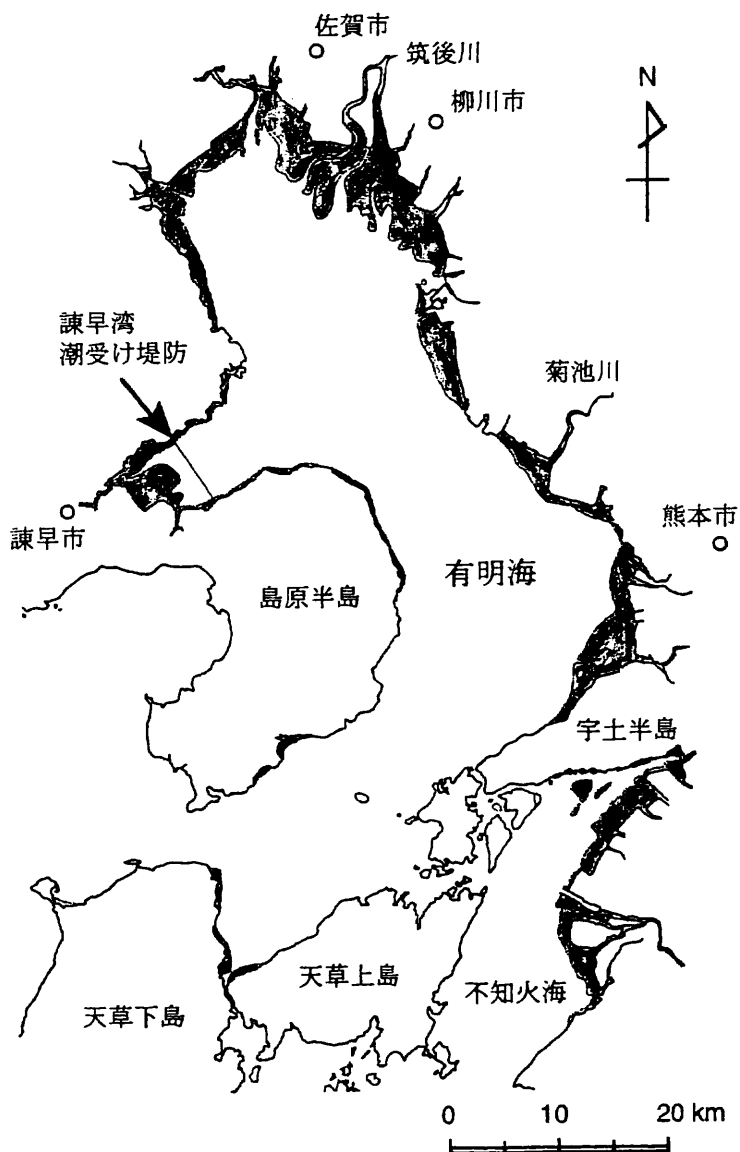 佐賀市
筑後川
柳川市
N
諫早湾
潮受け堤防
菊池川
諫早市
熊本市
有明海
島原半島
宇土半島
天草上島
不知火海
天草下島
0 10 20 km